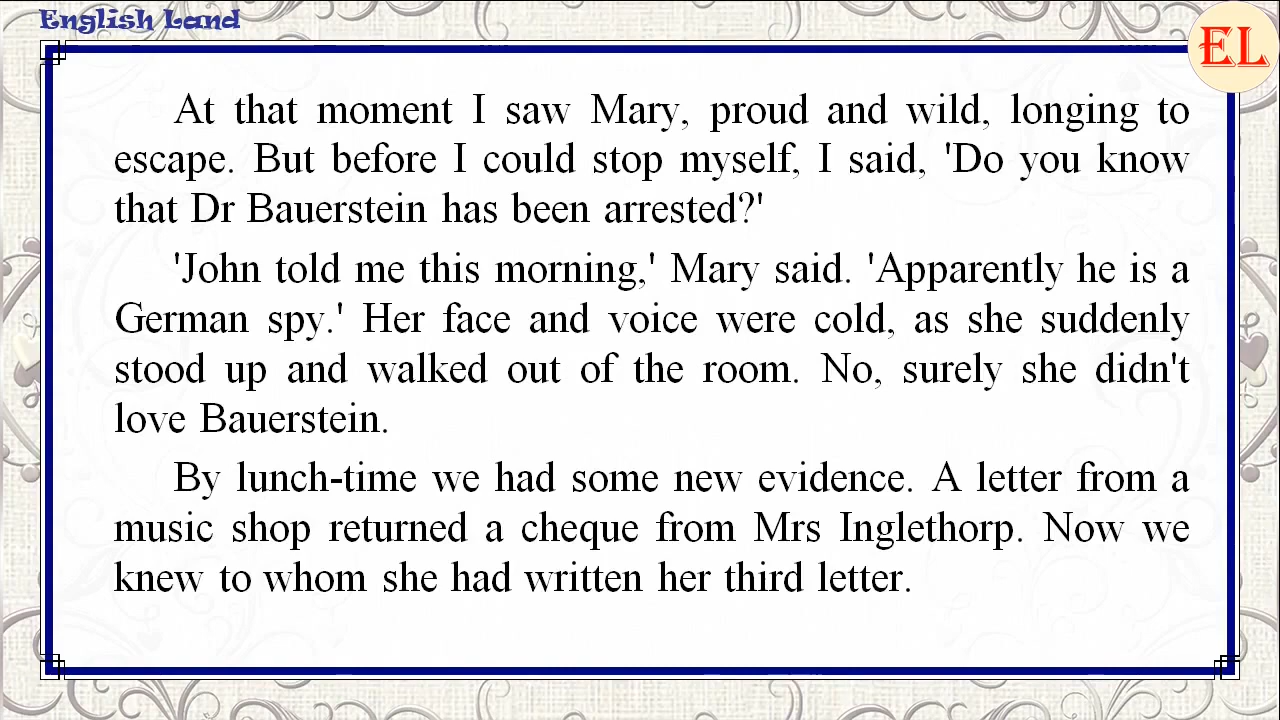 English Land
EL
At that moment I saw Mary, proud and wild, longing to
escape. But before I could stop myself, I said, 'Do you know
that Dr Bauerstein has been arrested?'
'John told me this morning,' Mary said. 'Apparently he is a
German spy.' Her face and voice were cold, as she suddenly
stood up and walked out of the room. No, surely she didn't
love Bauerstein.
By lunch-time we had some new evidence. A letter from a
music shop returned a cheque from Mrs Inglethorp. Now we
knew to whom she had written her third letter.